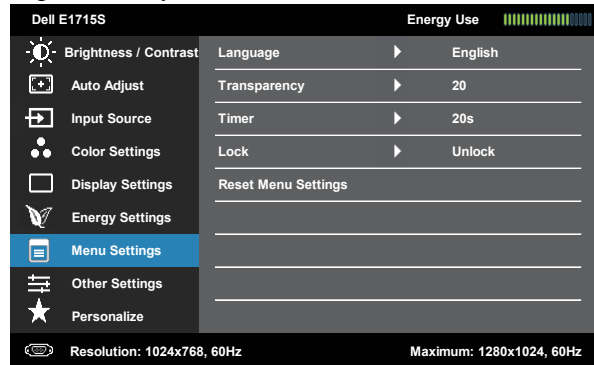 Dell E1715S Energy Use
Brightness / Contrast Language English
Auto Adjust Transparency 20
Input Source Timer 20s
Color Settings Lock Unlock
Display Settings Reset Menu Settings
Energy Settings
Menu Settings
Other Settings
Personalize
Resolution: 1024x768, 60Hz Maximum: 1280x1024, 60Hz